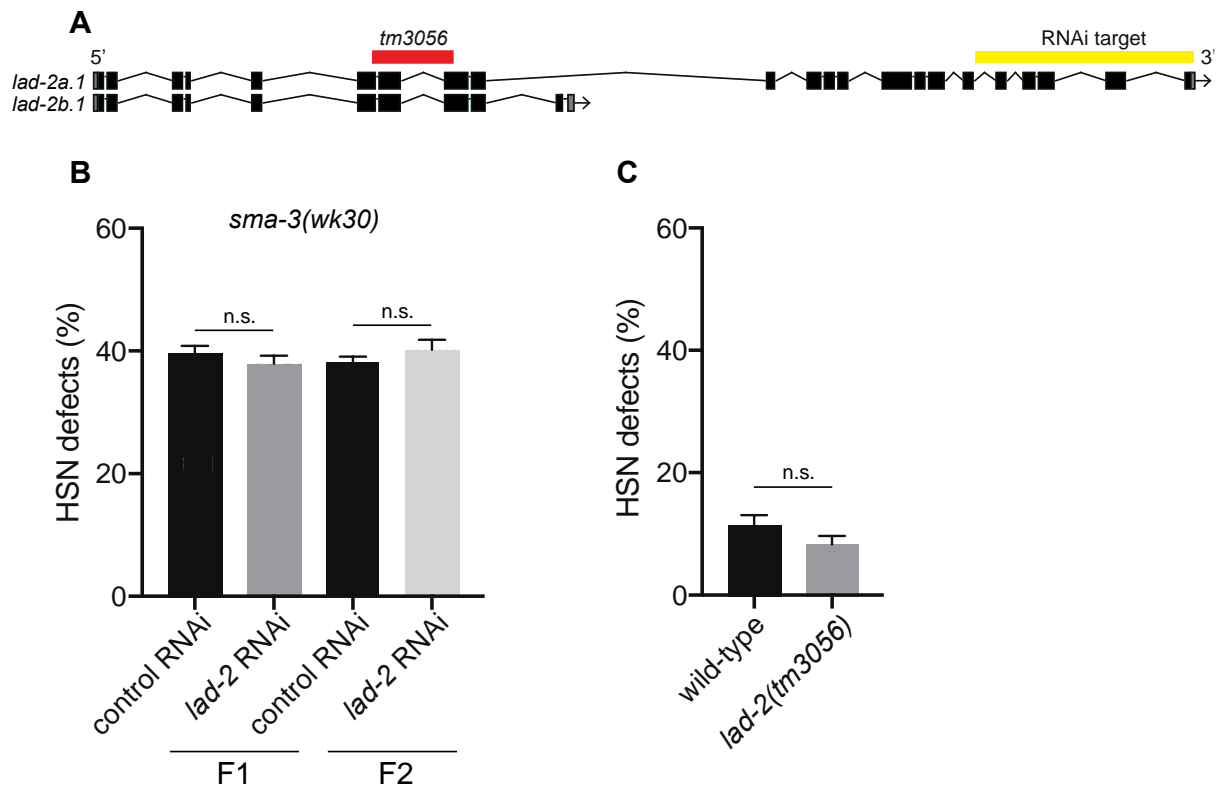 A
tm3056
RNAi target
5’
3’
lad-2a.1
lad-2b.1
B
sma-3(wk30)
HSN defects (%)
60
40
20
0
n.s.
n.s.
control RNAi
lad-2 RNAi
control RNAi
lad-2 RNAi
F1
F2
C
HSN defects (%)
60
40
20
0
n.s.
wild-type
lad-2(tm3056)